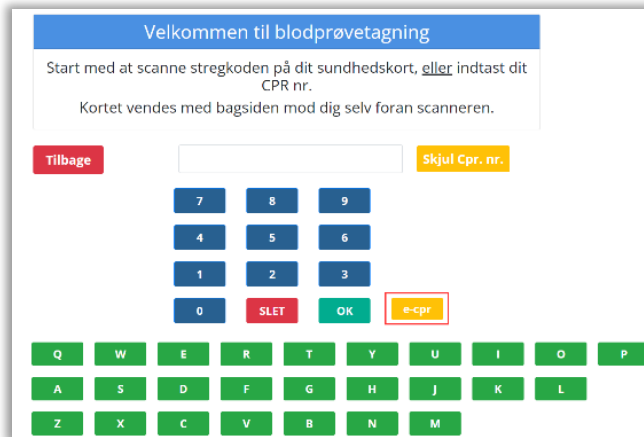 Velkommen til blodprøvetagning
Start med at scanne stregkoden på dit sundhedskort, eller indtast dit
CPR nr.
Kortet vendes med bagsiden mod dig selv foran scanneren.
Tilbage Skjul Cpr. nr.
7 8 9
4 5 6
1 2 3
0 SLET OK e-cpr
Q W E R T Y U I O P
A S D F G H J K L
Z X C V B N M